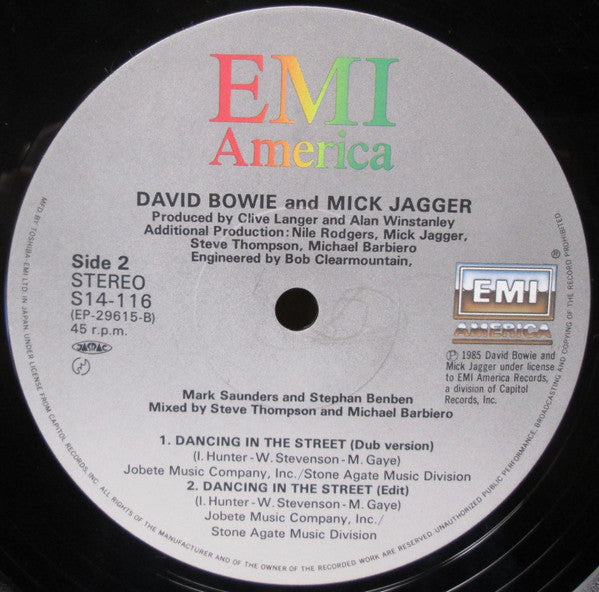 EMI
America
DAVID BOWIE and MICK JAGGER
Produced by Clive Langer and Alan Winstanley
Additional Production: Nile Rodgers, Mick Jagger,
Steve Thompson, Michael Barbiero
Engineered by Bob Clearmountain,
Side 2
STEREO
S14-116
(EP-29615-B)
45 r.p.m.
JASRAC
®
EMI
AMERICA
℗ 1985 David Bowie and
Mick Jagger under license
to EMI America Records,
a division of Capitol
Records, Inc.
Mark Saunders and Stephan Benben
Mixed by Steve Thompson and Michael Barbiero
1. DANCING IN THE STREET (Dub version)
(I. Hunter-W. Stevenson-M. Gaye)
Jobete Music Company, Inc./Stone Agate Music Division
2. DANCING IN THE STREET (Edit)
(I. Hunter-W. Stevenson-M. Gaye)
Jobete Music Company, Inc./
Stone Agate Music Division
MFD BY TOSHIBA-EMI LTD. IN JAPAN, UNDER LICENSE FROM CAPITOL RECORDS, INC. ALL RIGHTS OF THE MANUFACTURER AND OF THE OWNER OF THE RECORDED WORK ARE RESERVED. UNAUTHORIZED PUBLIC PERFORMANCE, BROADCASTING AND COPYING OF THE RECORD PROHIBITED